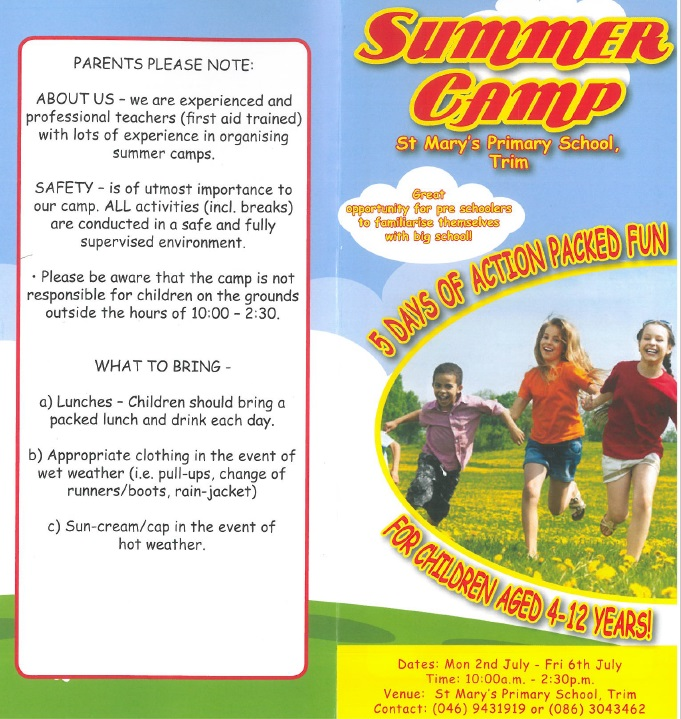 PARENTS PLEASE NOTE:
ABOUT US – we are experienced and
professional teachers (first aid trained)
with lots of experience in organising
summer camps.
SAFETY – is of utmost importance to
our camp. ALL activities (incl. breaks)
are conducted in a safe and fully
supervised environment.
• Please be aware that the camp is not
responsible for children on the grounds
outside the hours of 10:00 – 2:30.
WHAT TO BRING -
a) Lunches – Children should bring a
packed lunch and drink each day.
b) Appropriate clothing in the event of
wet weather (i.e. pull-ups, change of
runners/boots, rain-jacket)
c) Sun-cream/cap in the event of
hot weather.
SUMMER
CAMP
St Mary's Primary School,
Trim
Great
opportunity for pre schoolers
to familiarise themselves
with big school!
5 DAYS OF ACTION PACKED FUN
FOR CHILDREN AGED 4-12 YEARS!
Dates: Mon 2nd July - Fri 6th July
Time: 10:00a.m. - 2:30p.m.
Venue: St Mary's Primary School, Trim
Contact: (046) 9431919 or (086) 3043462